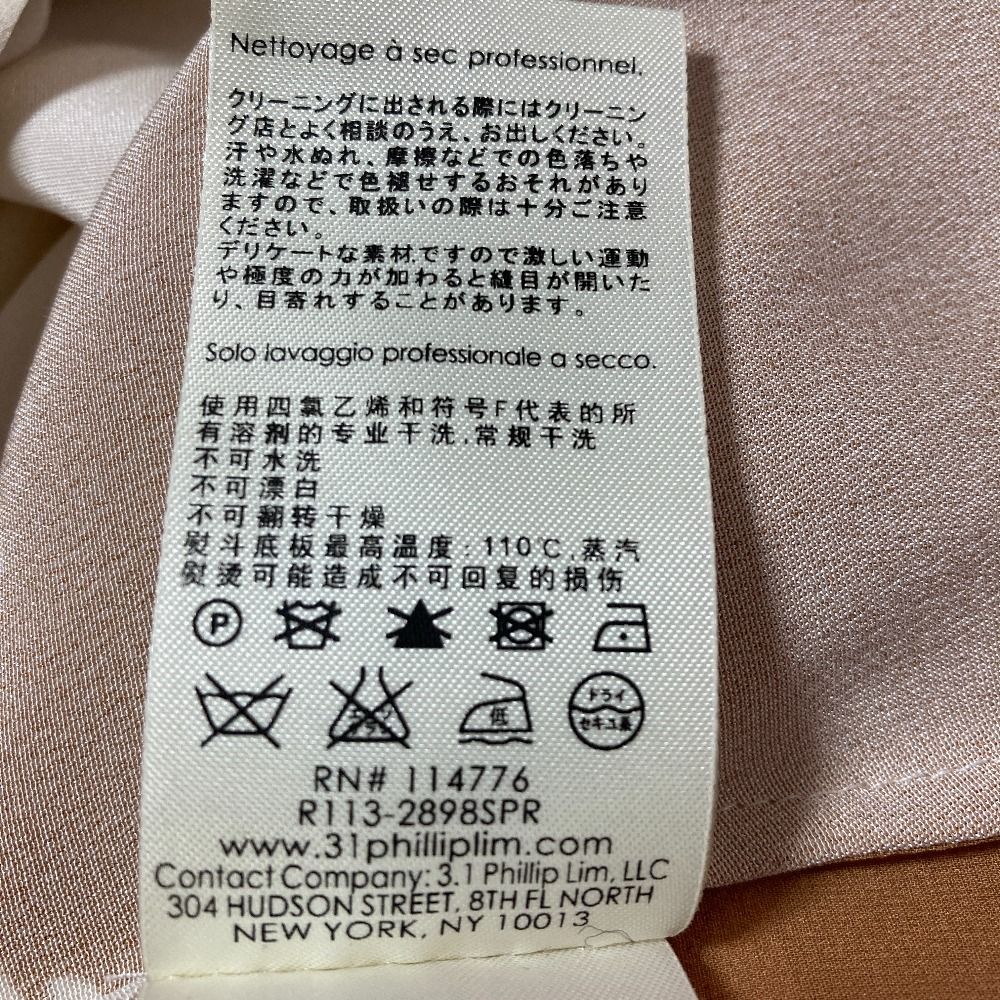 Nettoyage à sec professionnel.
クリーニングに出される際にはクリーニン
グ店とよく相談のうえ、お出しください。
汗や水ぬれ、摩擦などでの色落ちや
洗濯などで色褪せするおそれがあり
ますので、取扱いの際は十分ご注意
ください。
デリケートな素材ですので激しい運動
や極度の力が加わると縫目が開いた
り、目寄れすることがあります。
Solo lavaggio professionale a secco.
使用四氯乙烯和符号F代表的所
有溶剂的专业干洗,常规干洗
不可水洗
不可漂白
不可翻转干燥
熨斗底板最高温度:110℃,蒸汽
熨烫可能造成不可回复的损伤
P
低
ドライ
セキユ系
RN# 114776
R113-2898SPR
www.31philliplim.com
Contact Company: 3.1 Phillip Lim, LLC
304 HUDSON STREET, 8TH FL NORTH
NEW YORK, NY 10013